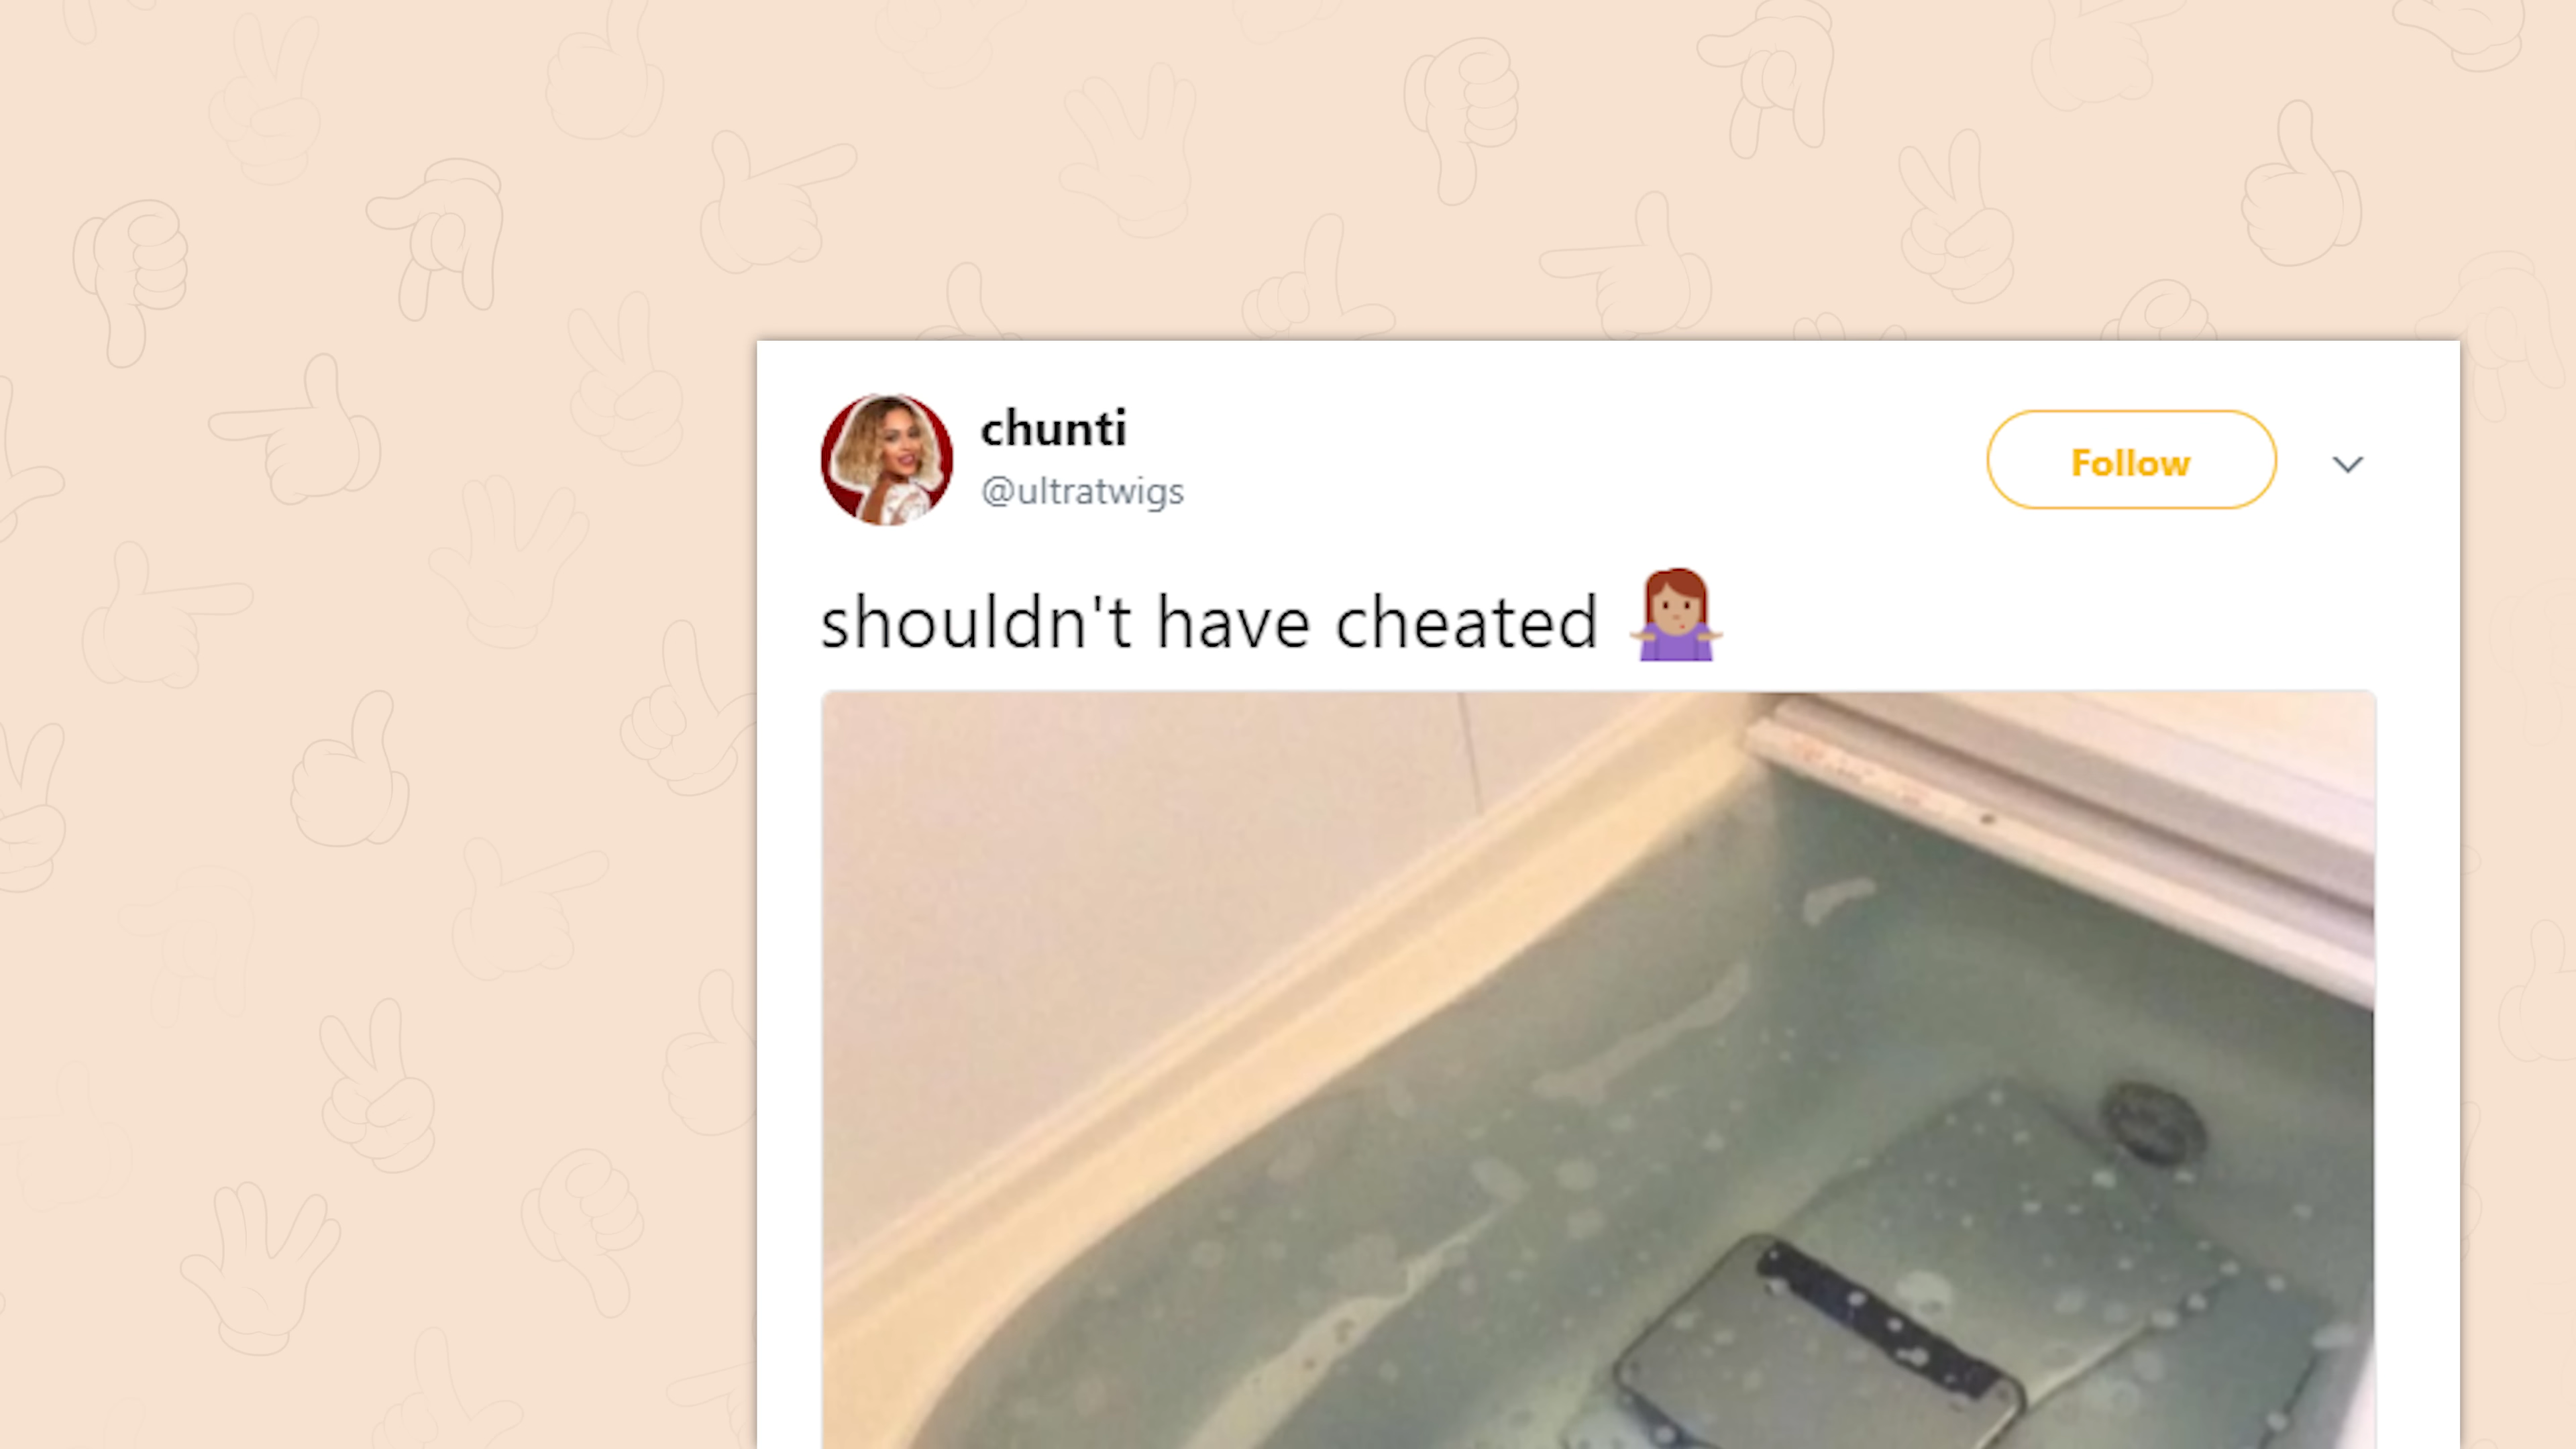 chunti
@ultratwigs
Follow
shouldn't have cheated 🤷🏽‍♀️